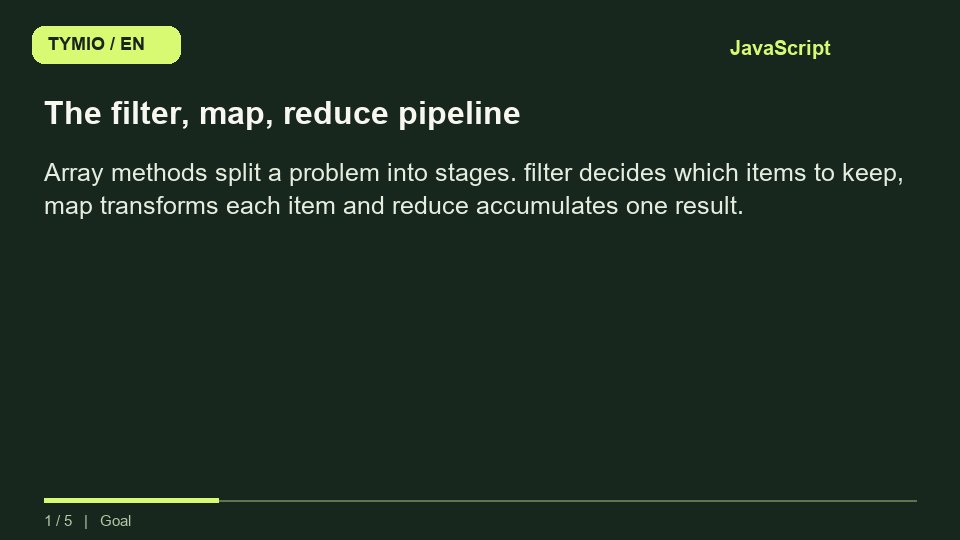 TYMIO / EN
JavaScript
The filter, map, reduce pipeline
Array methods split a problem into stages. filter decides which items to keep,
map transforms each item and reduce accumulates one result.
1 / 5 | Goal